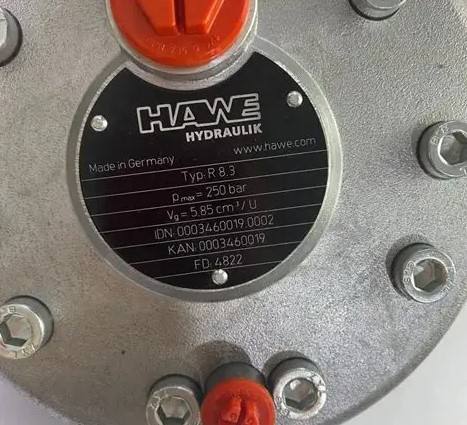 HAWE
HYDRAULIK
Made in Germany
www.hawe.com
Typ: R 8.3
pmax = 250 bar
Vg = 5.85 cm³ / U
IDN: 0003460019.0002
KAN: 0003460019
FD: 4822